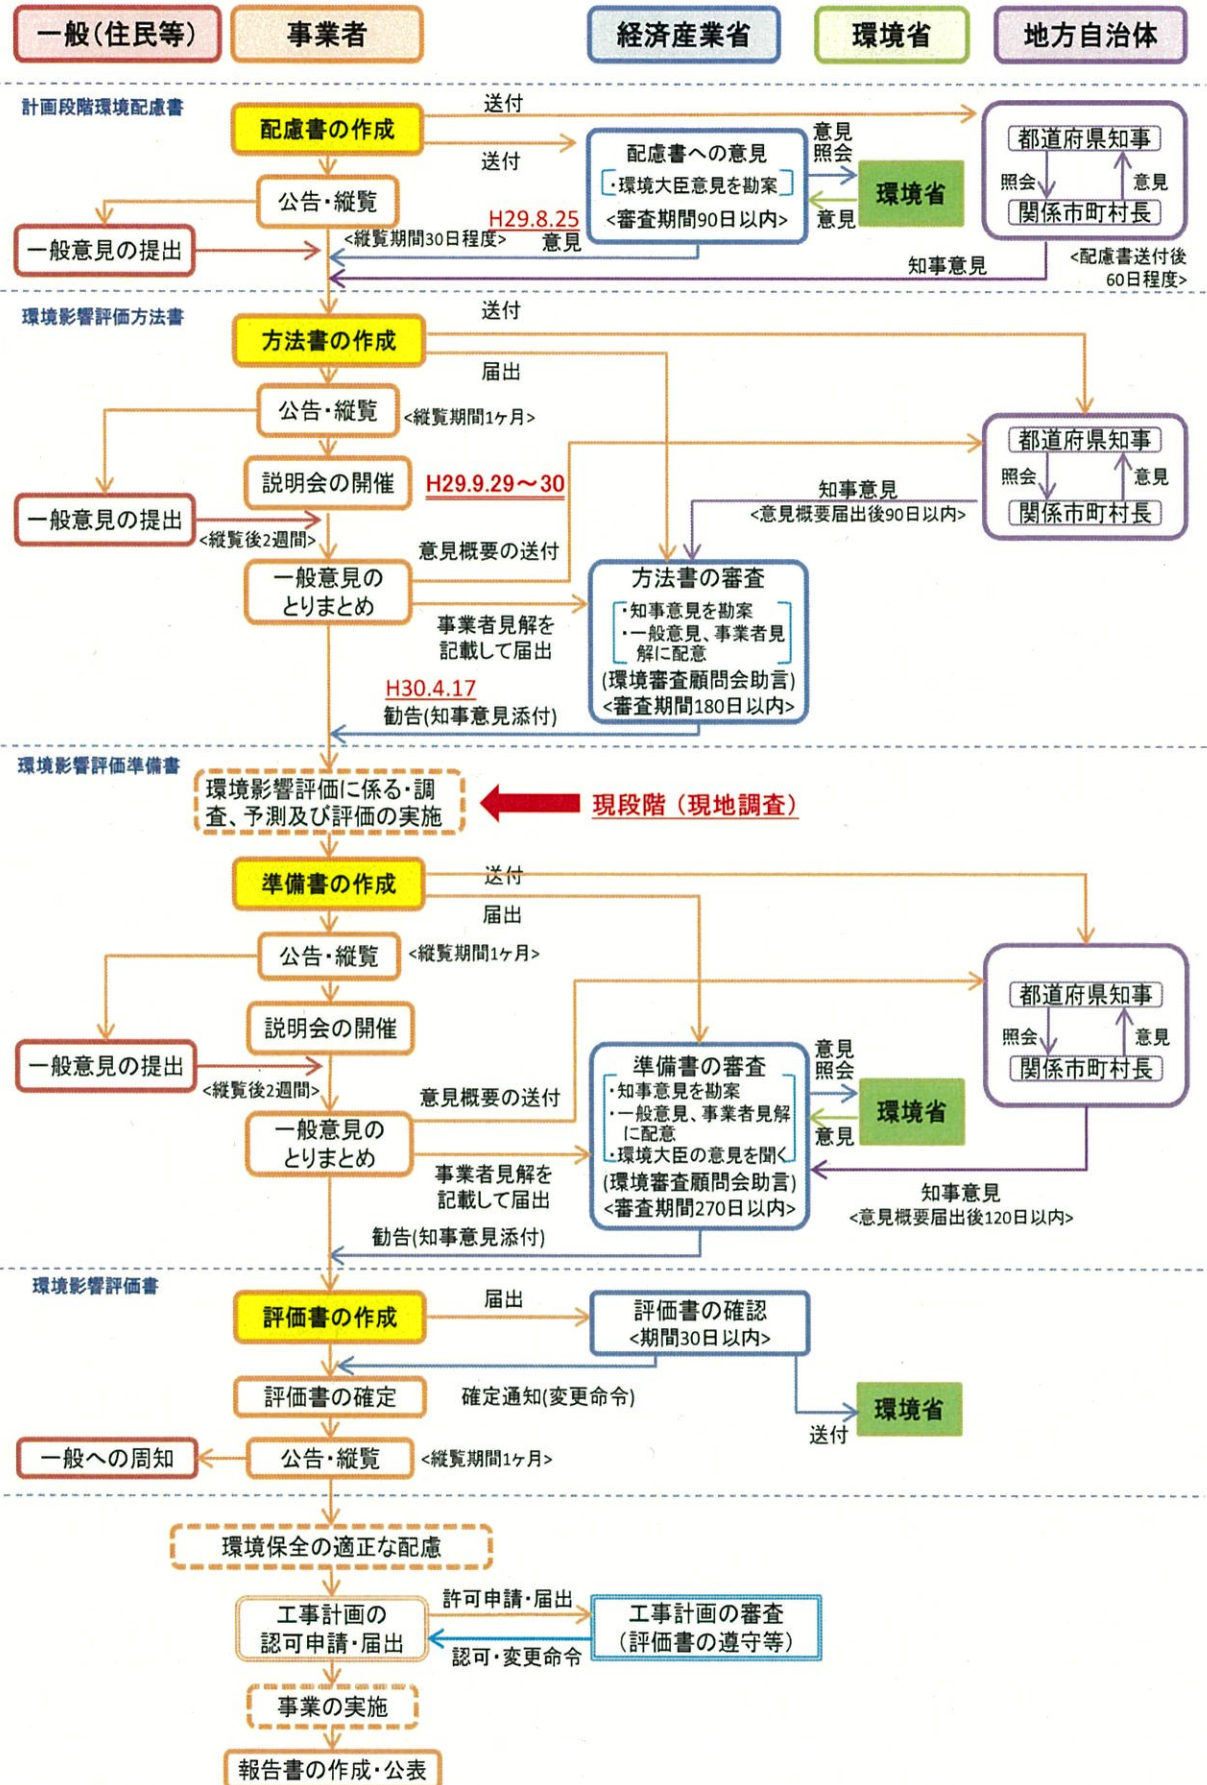 一般(住民等)
事業者
経済産業省
環境省
地方自治体
計画段階環境配慮書
配慮書の作成
送付
送付
公告・縦覧
<縦覧期間30日程度>
一般意見の提出
H29.8.25
意見
配慮書への意見
・環境大臣意見を勘案
<審査期間90日以内>
意見
照会
意見
環境省
都道府県知事
照会
意見
関係市町村長
知事意見
<配慮書送付後
60日程度>
環境影響評価方法書
方法書の作成
送付
届出
公告・縦覧
<縦覧期間1ヶ月>
説明会の開催
H29.9.29～30
一般意見の提出
<縦覧後2週間>
一般意見の
とりまとめ
意見概要の送付
事業者見解を
記載して届出
都道府県知事
照会
意見
関係市町村長
知事意見
<意見概要届出後90日以内>
方法書の審査
・知事意見を勘案
・一般意見、事業者見
解に配意
(環境審査顧問会助言)
<審査期間180日以内>
H30.4.17
勧告(知事意見添付)
環境影響評価準備書
環境影響評価に係る・調
査、予測及び評価の実施
現段階（現地調査）
準備書の作成
送付
届出
公告・縦覧
<縦覧期間1ヶ月>
説明会の開催
一般意見の提出
<縦覧後2週間>
一般意見の
とりまとめ
意見概要の送付
事業者見解を
記載して届出
準備書の審査
・知事意見を勘案
・一般意見、事業者見解
に配意
・環境大臣の意見を聞く
(環境審査顧問会助言)
<審査期間270日以内>
意見
照会
意見
環境省
都道府県知事
照会
意見
関係市町村長
知事意見
<意見概要届出後120日以内>
勧告(知事意見添付)
環境影響評価書
評価書の作成
届出
評価書の確認
<期間30日以内>
確定通知(変更命令)
評価書の確定
送付
環境省
一般への周知
公告・縦覧
<縦覧期間1ヶ月>
環境保全の適正な配慮
工事計画の
認可申請・届出
許可申請・届出
認可・変更命令
工事計画の審査
（評価書の遵守等）
事業の実施
報告書の作成・公表